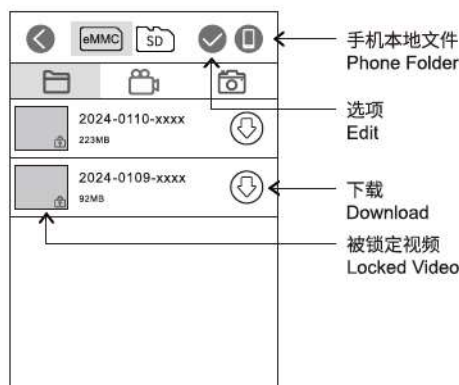 eMMC
SD
手机本地文件
Phone Folder
选项
Edit
2024-0110-xxxx
223MB
2024-0109-xxxx
92MB
下载
Download
被锁定视频
Locked Video